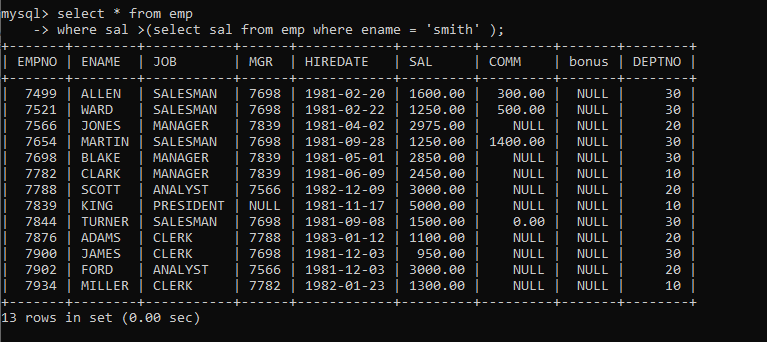 mysql> select * from emp
    -> where sal >(select sal from emp where ename = 'smith' );
+-------+--------+-----------+------+------------+---------+---------+-------+--------+
| EMPNO | ENAME  | JOB       | MGR  | HIREDATE   | SAL     | COMM    | bonus | DEPTNO |
+-------+--------+-----------+------+------------+---------+---------+-------+--------+
|  7499 | ALLEN  | SALESMAN  | 7698 | 1981-02-20 | 1600.00 |  300.00 |  NULL |     30 |
|  7521 | WARD   | SALESMAN  | 7698 | 1981-02-22 | 1250.00 |  500.00 |  NULL |     30 |
|  7566 | JONES  | MANAGER   | 7839 | 1981-04-02 | 2975.00 |    NULL |  NULL |     20 |
|  7654 | MARTIN | SALESMAN  | 7698 | 1981-09-28 | 1250.00 | 1400.00 |  NULL |     30 |
|  7698 | BLAKE  | MANAGER   | 7839 | 1981-05-01 | 2850.00 |    NULL |  NULL |     30 |
|  7782 | CLARK  | MANAGER   | 7839 | 1981-06-09 | 2450.00 |    NULL |  NULL |     10 |
|  7788 | SCOTT  | ANALYST   | 7566 | 1982-12-09 | 3000.00 |    NULL |  NULL |     20 |
|  7839 | KING   | PRESIDENT | NULL | 1981-11-17 | 5000.00 |    NULL |  NULL |     10 |
|  7844 | TURNER | SALESMAN  | 7698 | 1981-09-08 | 1500.00 |    0.00 |  NULL |     30 |
|  7876 | ADAMS  | CLERK     | 7788 | 1983-01-12 | 1100.00 |    NULL |  NULL |     20 |
|  7900 | JAMES  | CLERK     | 7698 | 1981-12-03 |  950.00 |    NULL |  NULL |     30 |
|  7902 | FORD   | ANALYST   | 7566 | 1981-12-03 | 3000.00 |    NULL |  NULL |     20 |
|  7934 | MILLER | CLERK     | 7782 | 1982-01-23 | 1300.00 |    NULL |  NULL |     10 |
+-------+--------+-----------+------+------------+---------+---------+-------+--------+
13 rows in set (0.00 sec)